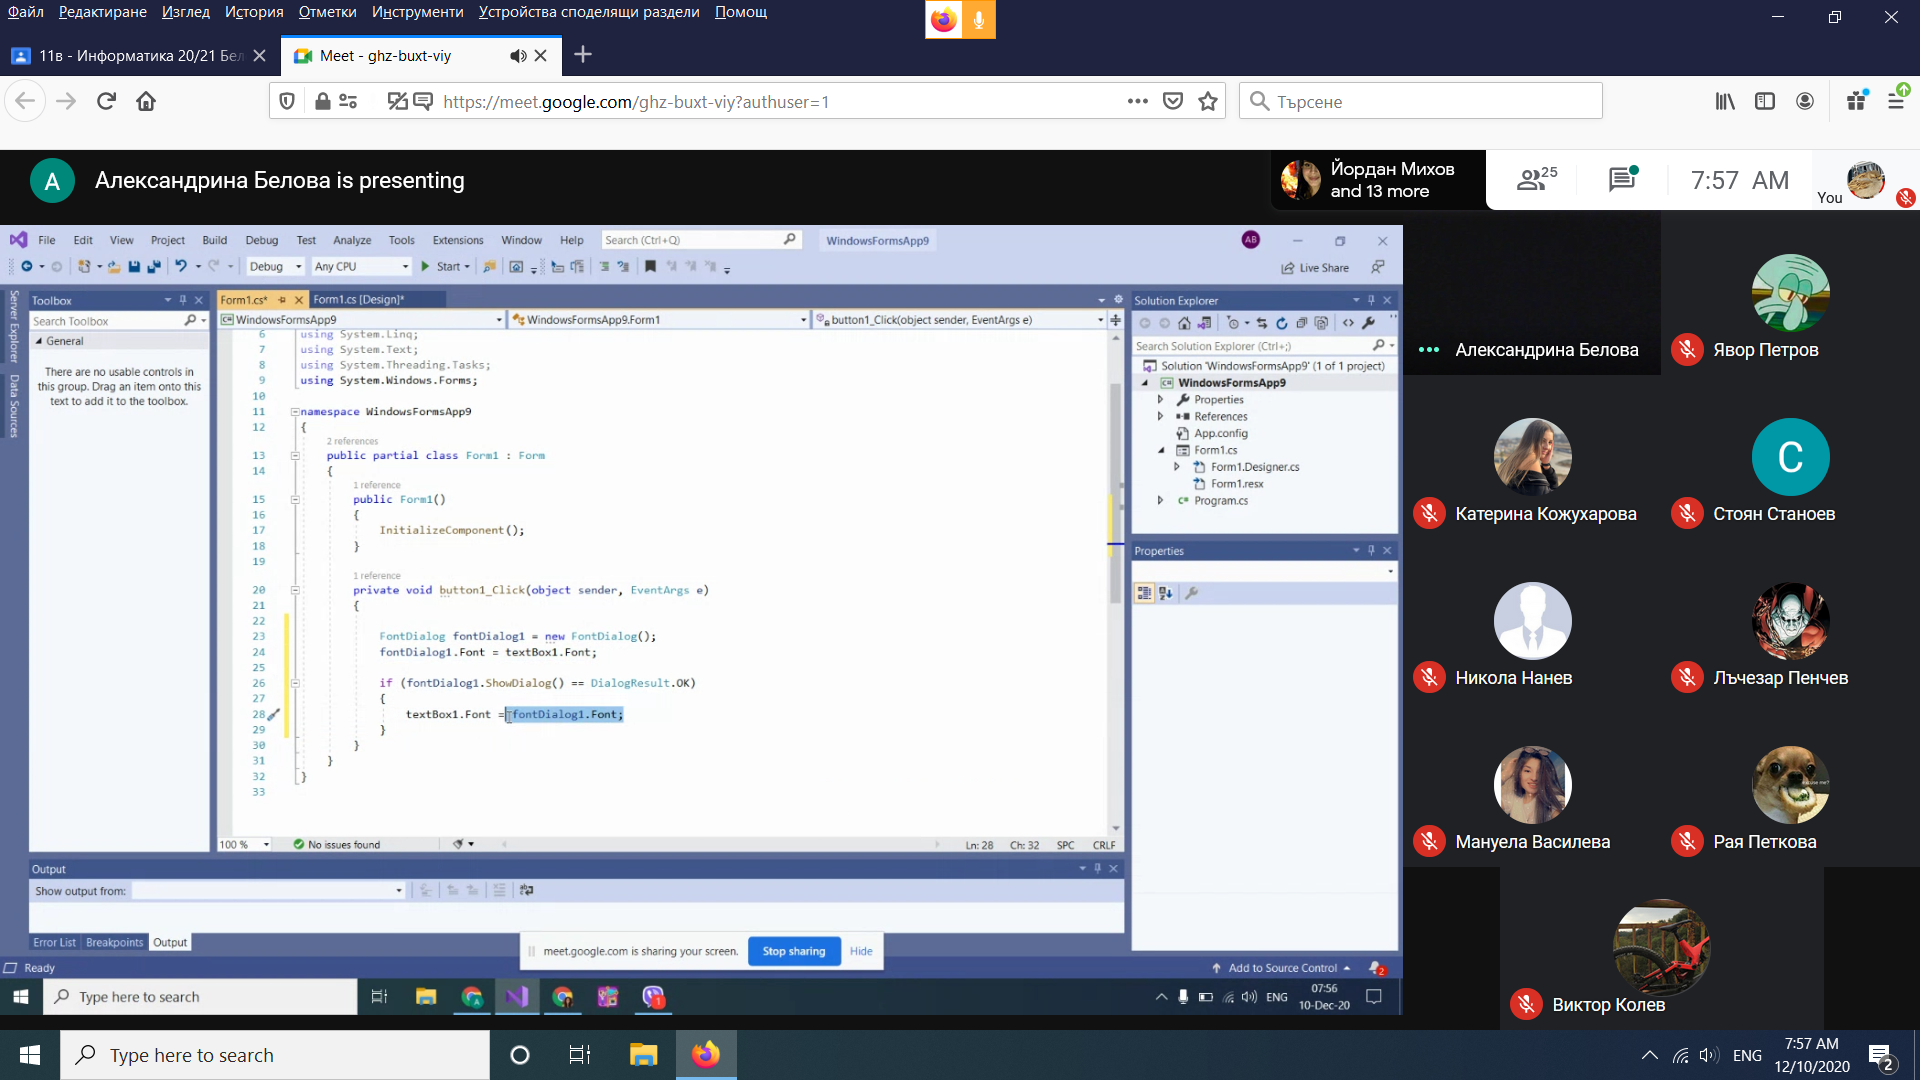 Файл Редактиране Изглед История Отметки Инструменти Устройства споделящи раздели Помощ
11в - Информатика 20/21 Бел
Meet - ghz-buxt-viy
https://meet.google.com/ghz-buxt-viy?authuser=1
Търсене
A
Александрина Белова is presenting
Йордан Михов
and 13 more
25
7:57 AM
You
File Edit View Project Build Debug Test Analyze Tools Extensions Window Help Search (Ctrl+Q) WindowsFormsApp9 AB
Debug Any CPU Start Live Share
Server Explorer
Data Sources
Toolbox
Search Toolbox
General
There are no usable controls in
this group. Drag an item onto this
text to add it to the toolbox.
Form1.cs* Form1.cs [Design]*
WindowsFormsApp9 WindowsFormsApp9.Form1 button1_Click(object sender, EventArgs e)
6 using System.Linq;
7 using System.Text;
8 using System.Threading.Tasks;
9 using System.Windows.Forms;
10
11 namespace WindowsFormsApp9
12 {
2 references
13 public partial class Form1 : Form
14 {
1 reference
15 public Form1()
16 {
17 InitializeComponent();
18 }
19
1 reference
20 private void button1_Click(object sender, EventArgs e)
21 {
22
23 FontDialog fontDialog1 = new FontDialog();
24 fontDialog1.Font = textBox1.Font;
25
26 if (fontDialog1.ShowDialog() == DialogResult.OK)
27 {
28 textBox1.Font = fontDialog1.Font;
29 }
30 }
31 }
32 }
33
100 % No issues found Ln: 28 Ch: 32 SPC CRLF
Solution Explorer
Search Solution Explorer (Ctrl+;)
Solution 'WindowsFormsApp9' (1 of 1 project)
WindowsFormsApp9
Properties
References
App.config
Form1.cs
Form1.Designer.cs
Form1.resx
Program.cs
Properties
Output
Show output from:
Error List Breakpoints Output
meet.google.com is sharing your screen. Stop sharing Hide
Ready
Add to Source Control 2
Type here to search
ENG
07:56
10-Dec-20
Александрина Белова
Явор Петров
Катерина Кожухарова
C
Стоян Станоев
Никола Нанев
Лъчезар Пенчев
Мануела Василева
Рая Петкова
Виктор Колев
Type here to search
ENG
7:57 AM
12/10/2020
2